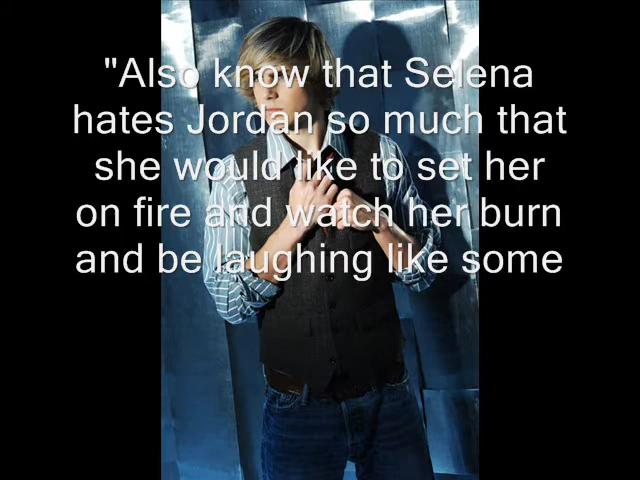 "Also know that Selena
hates Jordan so much that
she would like to set her
on fire and watch her burn
and be laughing like some